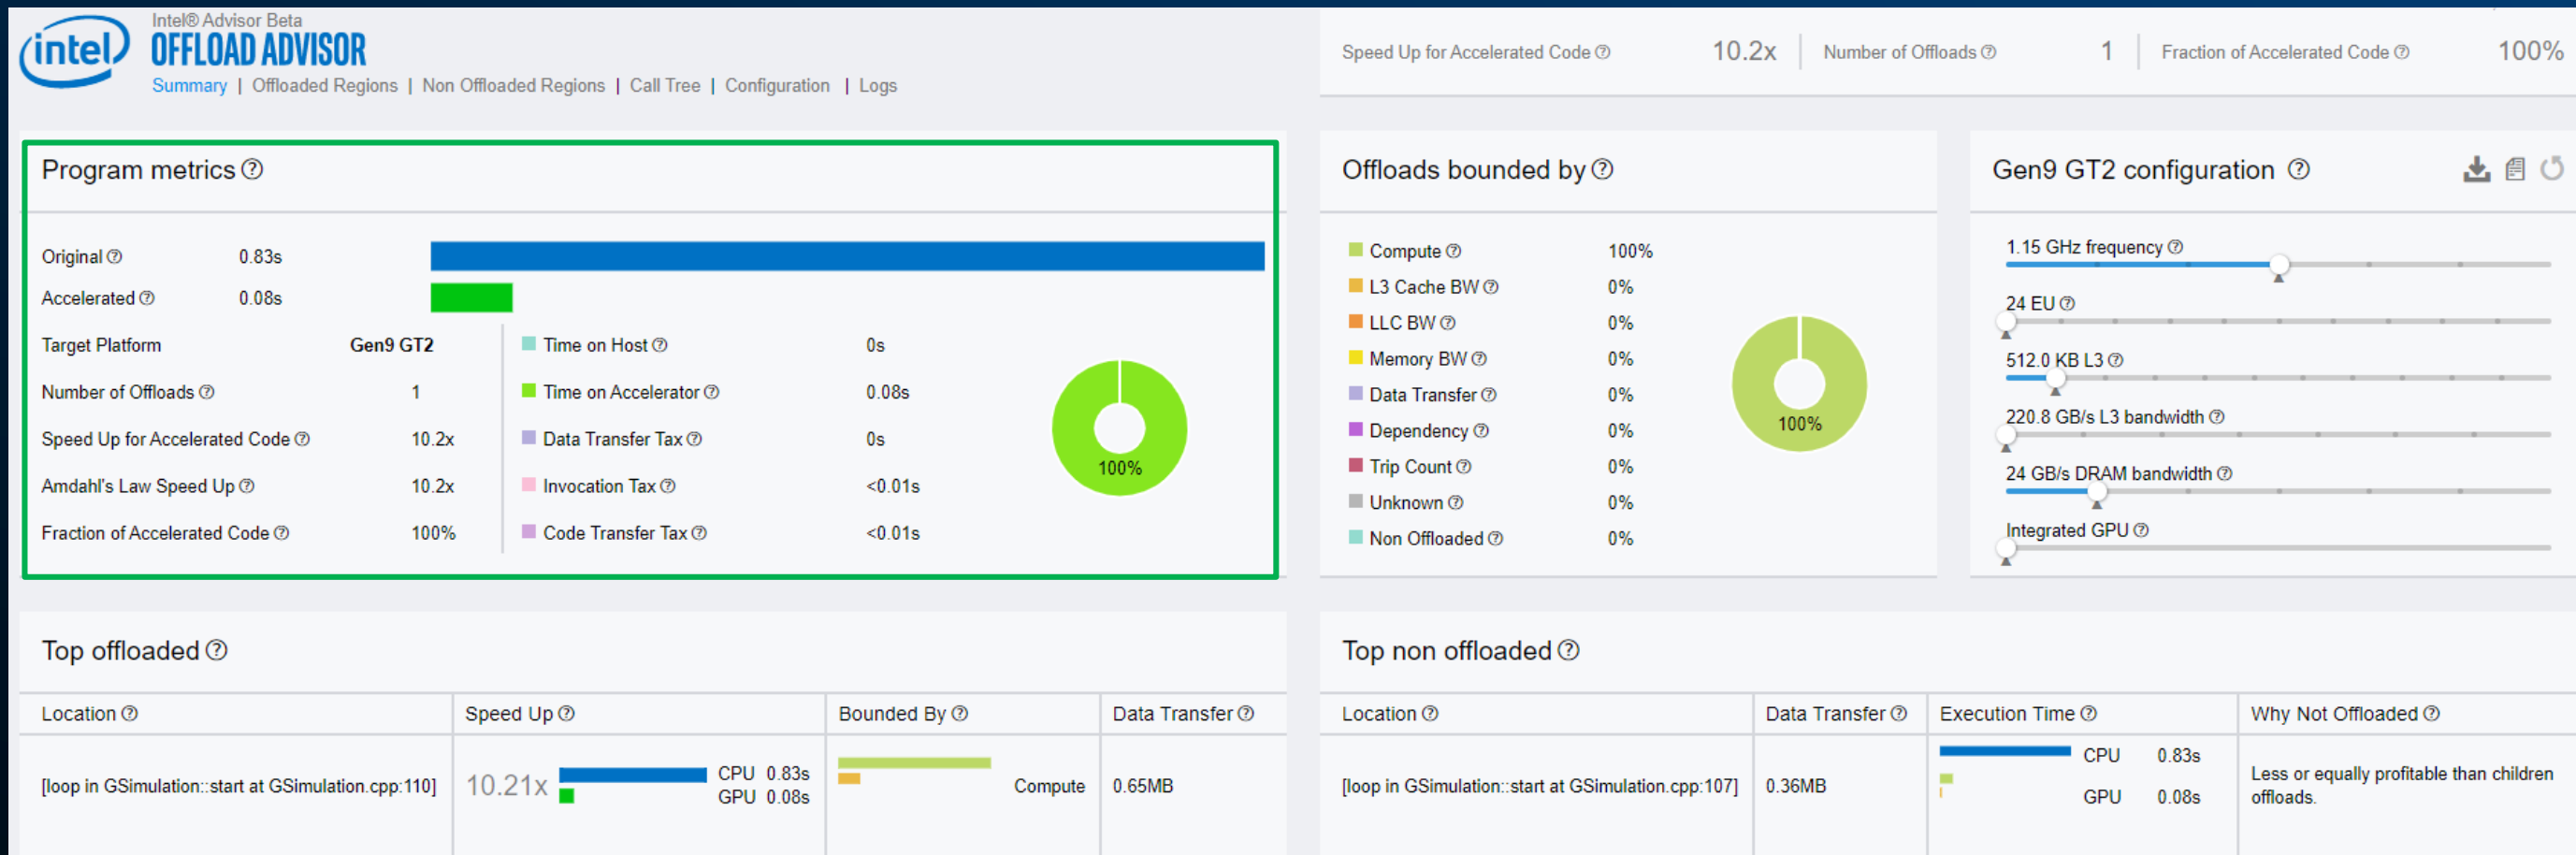 intel
Intel® Advisor Beta
OFFLOAD ADVISOR
Summary | Offloaded Regions | Non Offloaded Regions | Call Tree | Configuration | Logs
Speed Up for Accelerated Code 10.2x | Number of Offloads 1 | Fraction of Accelerated Code 100%
Program metrics
Original 0.83s
Accelerated 0.08s
Target Platform Gen9 GT2
Number of Offloads 1
Speed Up for Accelerated Code 10.2x
Amdahl's Law Speed Up 10.2x
Fraction of Accelerated Code 100%
Time on Host 0s
Time on Accelerator 0.08s
Data Transfer Tax 0s
Invocation Tax <0.01s
Code Transfer Tax <0.01s
100%
Offloads bounded by
Compute 100%
L3 Cache BW 0%
LLC BW 0%
Memory BW 0%
Data Transfer 0%
Dependency 0%
Trip Count 0%
Unknown 0%
Non Offloaded 0%
100%
Gen9 GT2 configuration
1.15 GHz frequency
24 EU
512.0 KB L3
220.8 GB/s L3 bandwidth
24 GB/s DRAM bandwidth
Integrated GPU
Top offloaded
Location Speed Up Bounded By Data Transfer
[loop in GSimulation::start at GSimulation.cpp:110] 10.21x CPU 0.83s
GPU 0.08s
Compute 0.65MB
Top non offloaded
Location Data Transfer Execution Time Why Not Offloaded
[loop in GSimulation::start at GSimulation.cpp:107] 0.36MB CPU 0.83s
GPU 0.08s
Less or equally profitable than children
offloads.